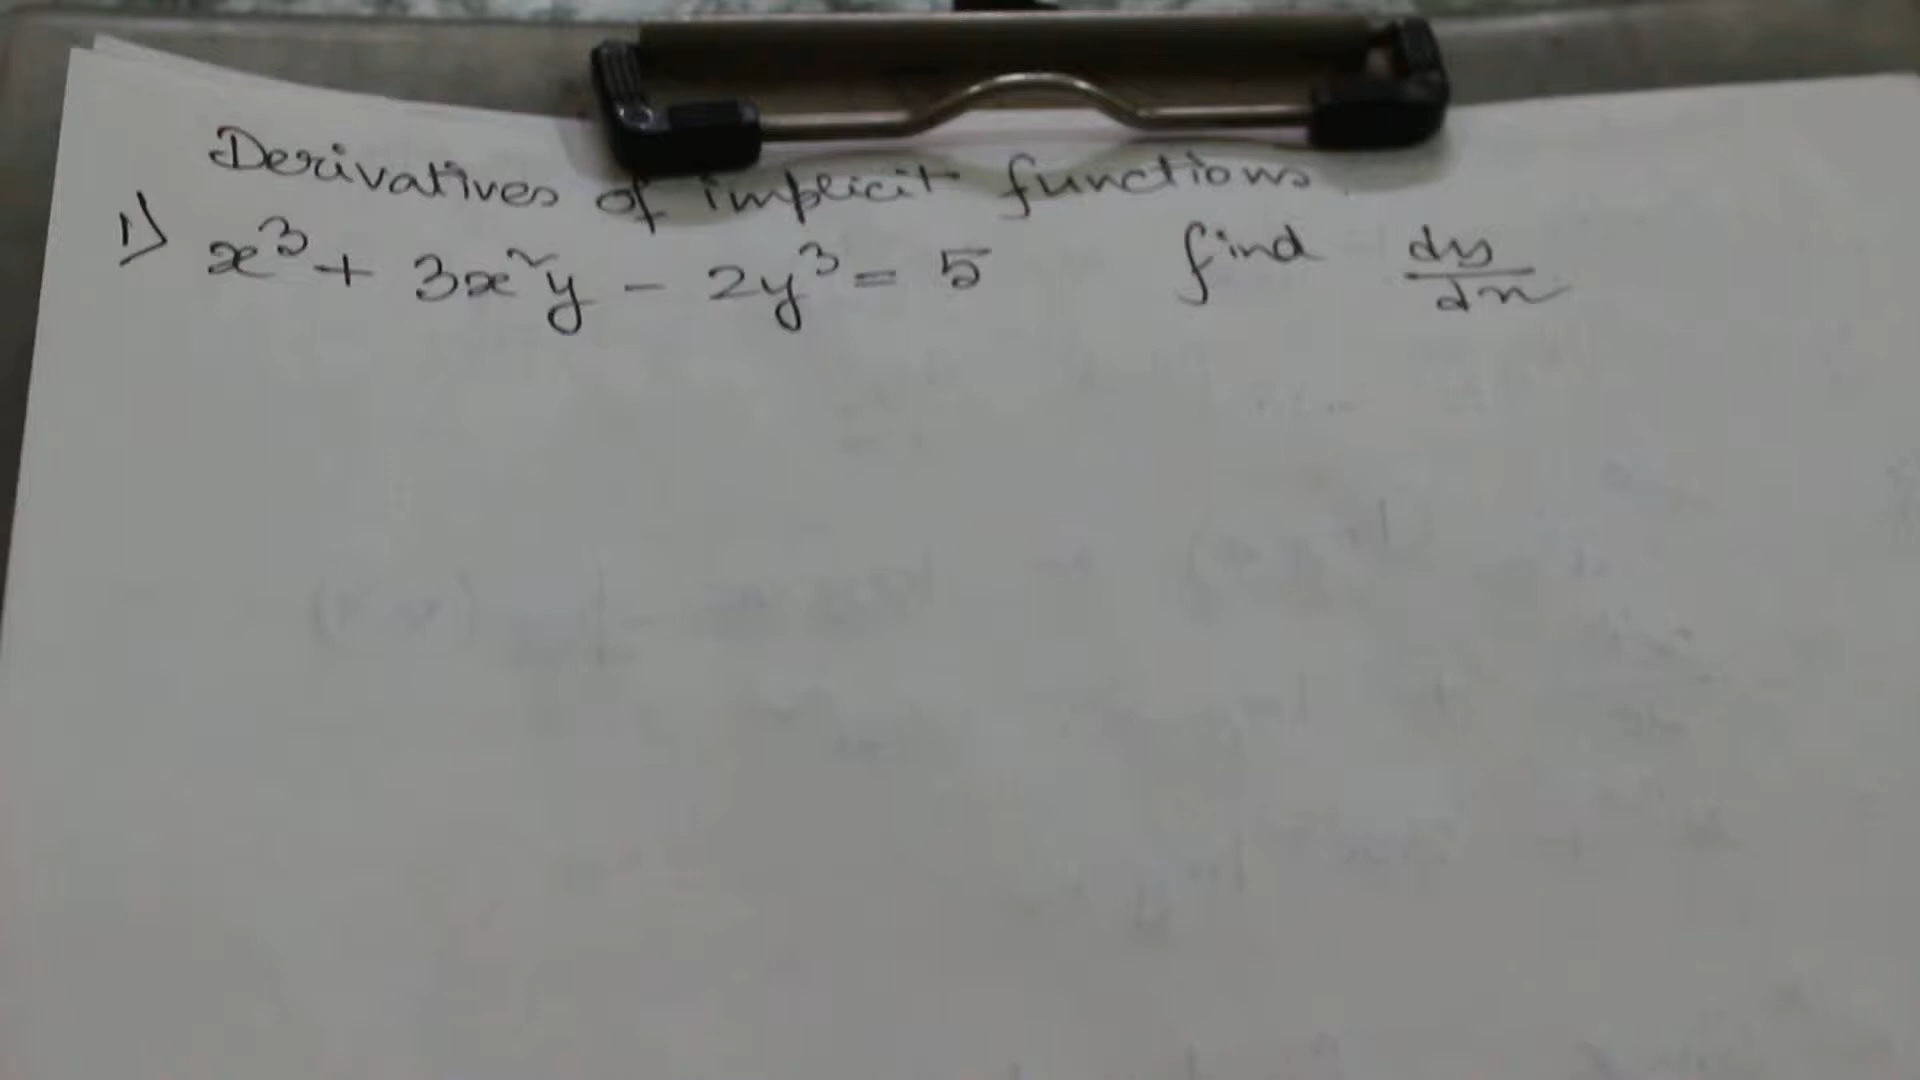 Derivatives of implicit functions
1) x³ + 3x²y - 2y³ = 5 find dy/dx